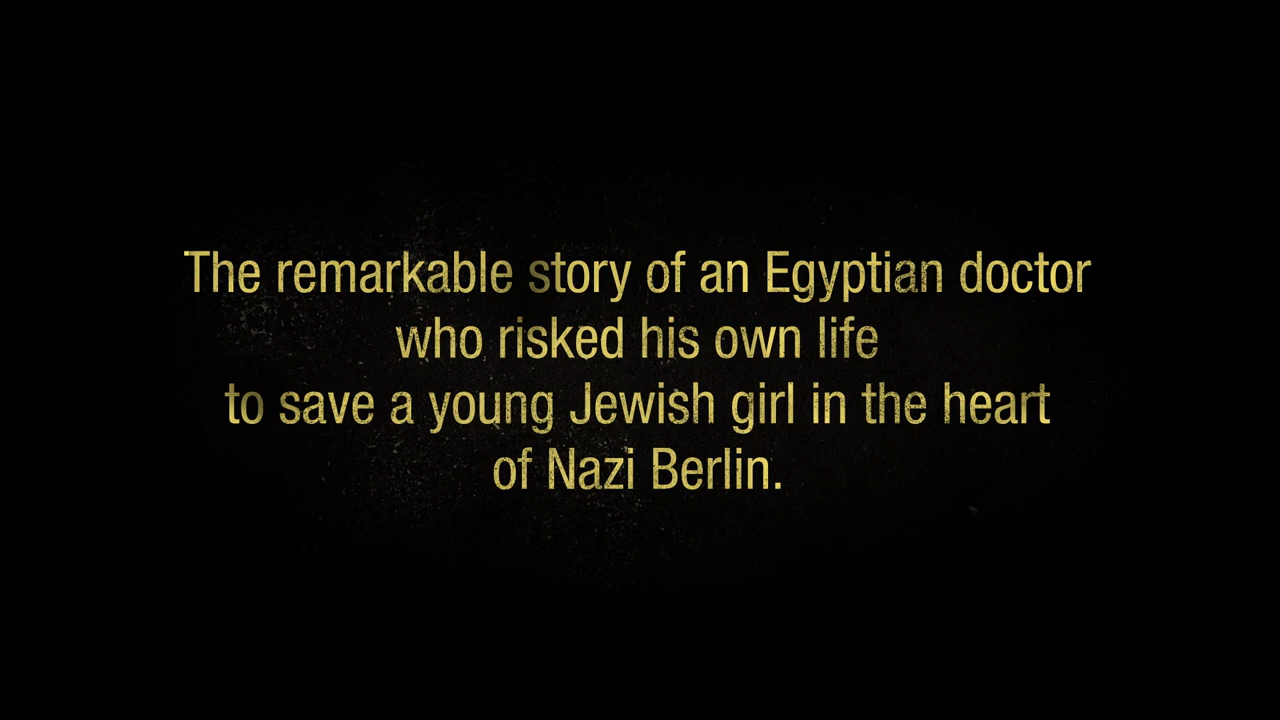 The remarkable story of an Egyptian doctor
who risked his own life
to save a young Jewish girl in the heart
of Nazi Berlin.